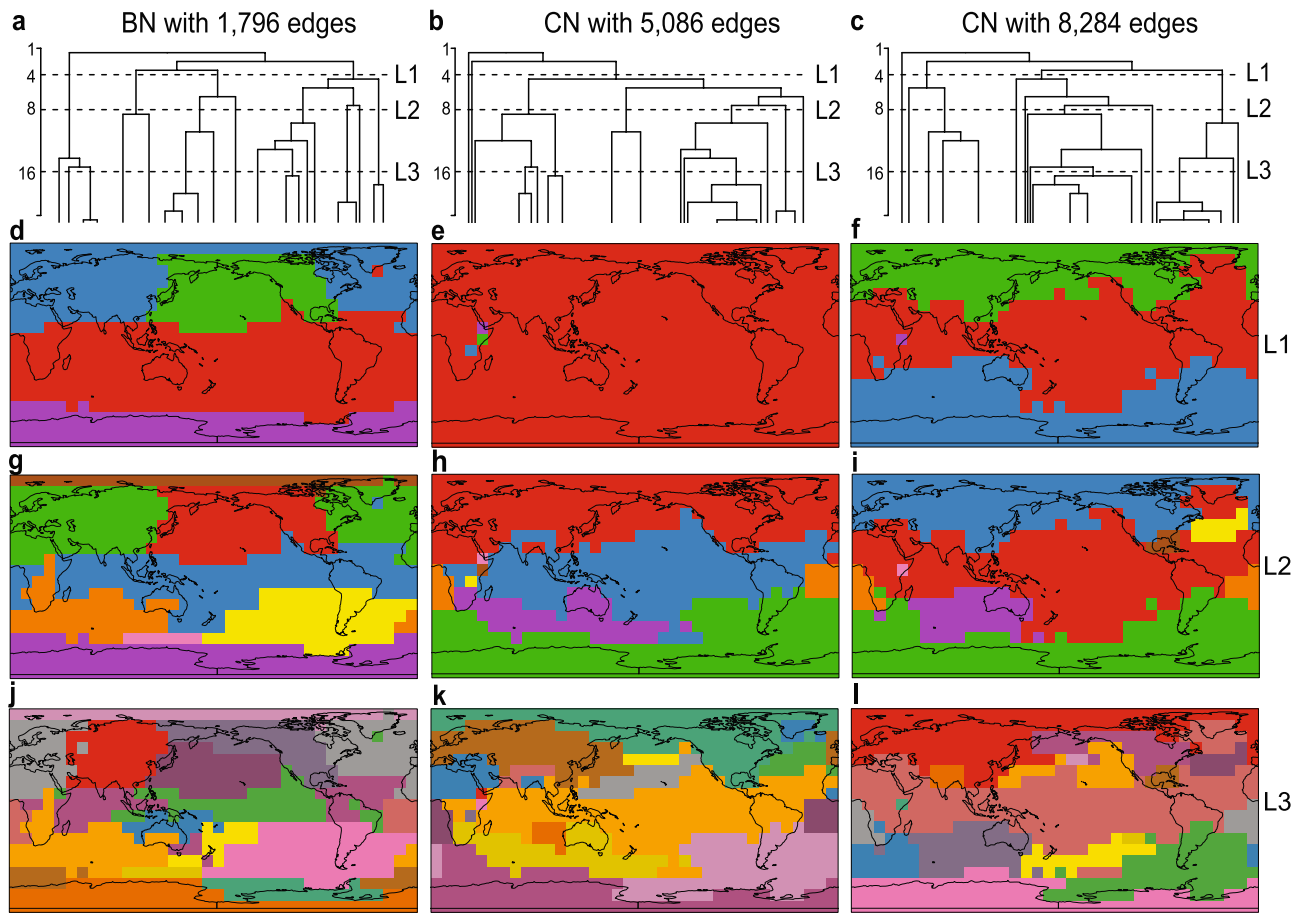 a BN with 1,796 edges
b CN with 5,086 edges
c CN with 8,284 edges
1
4
8
16
L1
L2
L3
1
4
8
16
L1
L2
L3
1
4
8
16
L1
L2
L3
d
e
f
L1
g
h
i
L2
j
k
l
L3